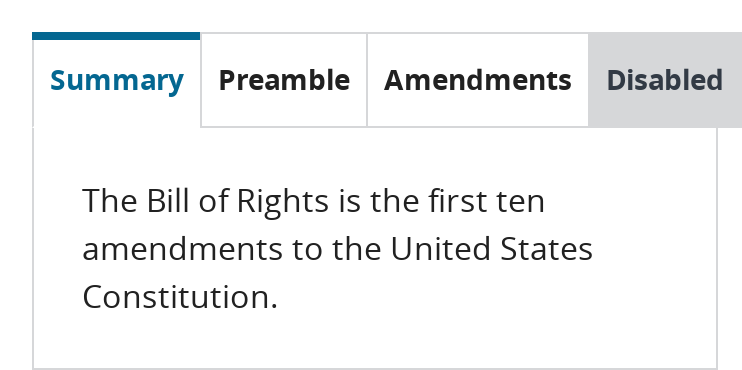 Summary Preamble Amendments Disabled
The Bill of Rights is the first ten
amendments to the United States
Constitution.